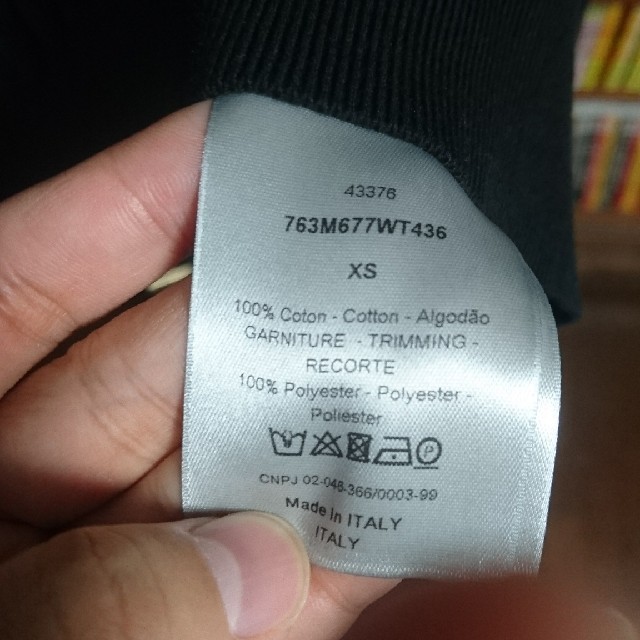 43376
763M677WT436
XS
100% Coton - Cotton - Algodão
GARNITURE - TRIMMING -
RECORTE
100% Polyester - Polyester -
Poliester
P
CNPJ 02-048-366/0003-99
Made in ITALY
ITALY